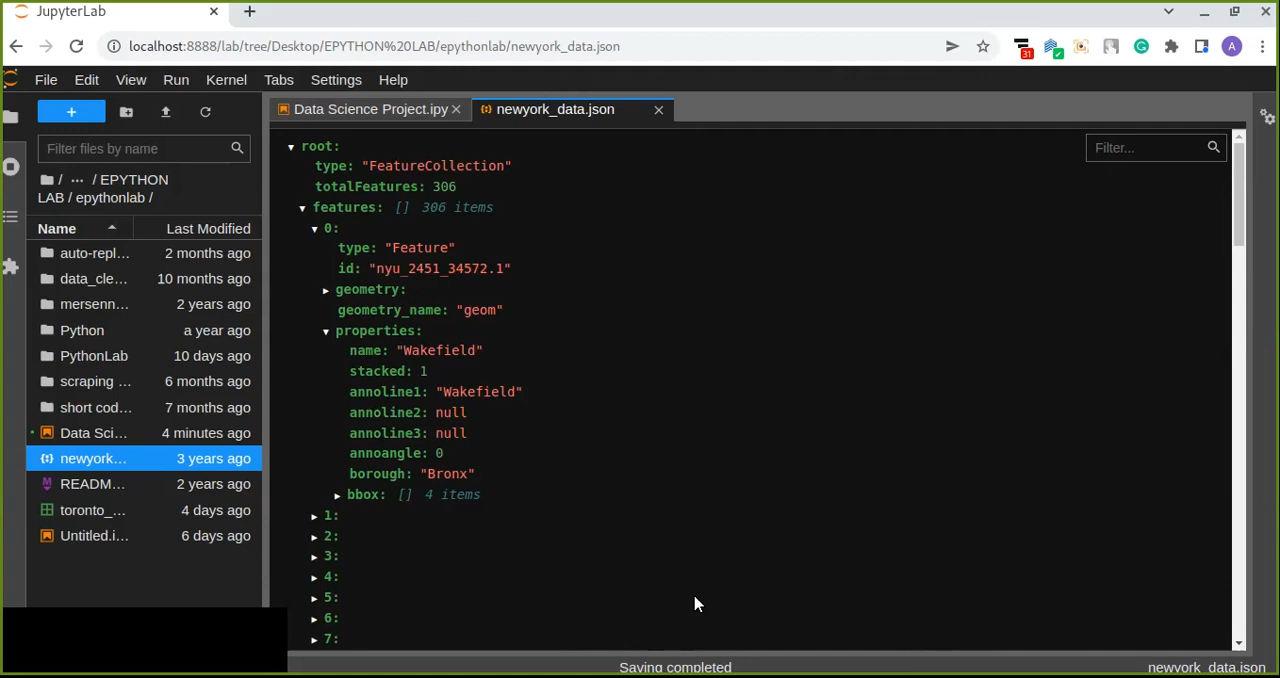 JupyterLab
localhost:8888/lab/tree/Desktop/EPYTHON%20LAB/epythonlab/newyork_data.json
31
A
File Edit View Run Kernel Tabs Settings Help
Data Science Project.ipy
newyork_data.json
Filter files by name
/ ··· / EPYTHON
LAB / epythonlab /
Name Last Modified
auto-repl... 2 months ago
data_cle... 10 months ago
mersenn... 2 years ago
Python a year ago
PythonLab 10 days ago
scraping ... 6 months ago
short cod... 7 months ago
Data Sci... 4 minutes ago
newyork... 3 years ago
READM... 2 years ago
toronto_... 4 days ago
Untitled.i... 6 days ago
Filter...
root:
type: "FeatureCollection"
totalFeatures: 306
features: [] 306 items
0:
type: "Feature"
id: "nyu_2451_34572.1"
geometry:
geometry_name: "geom"
properties:
name: "Wakefield"
stacked: 1
annoline1: "Wakefield"
annoline2: null
annoline3: null
annoangle: 0
borough: "Bronx"
bbox: [] 4 items
1:
2:
3:
4:
5:
6:
7:
Saving completed
newyork_data.json